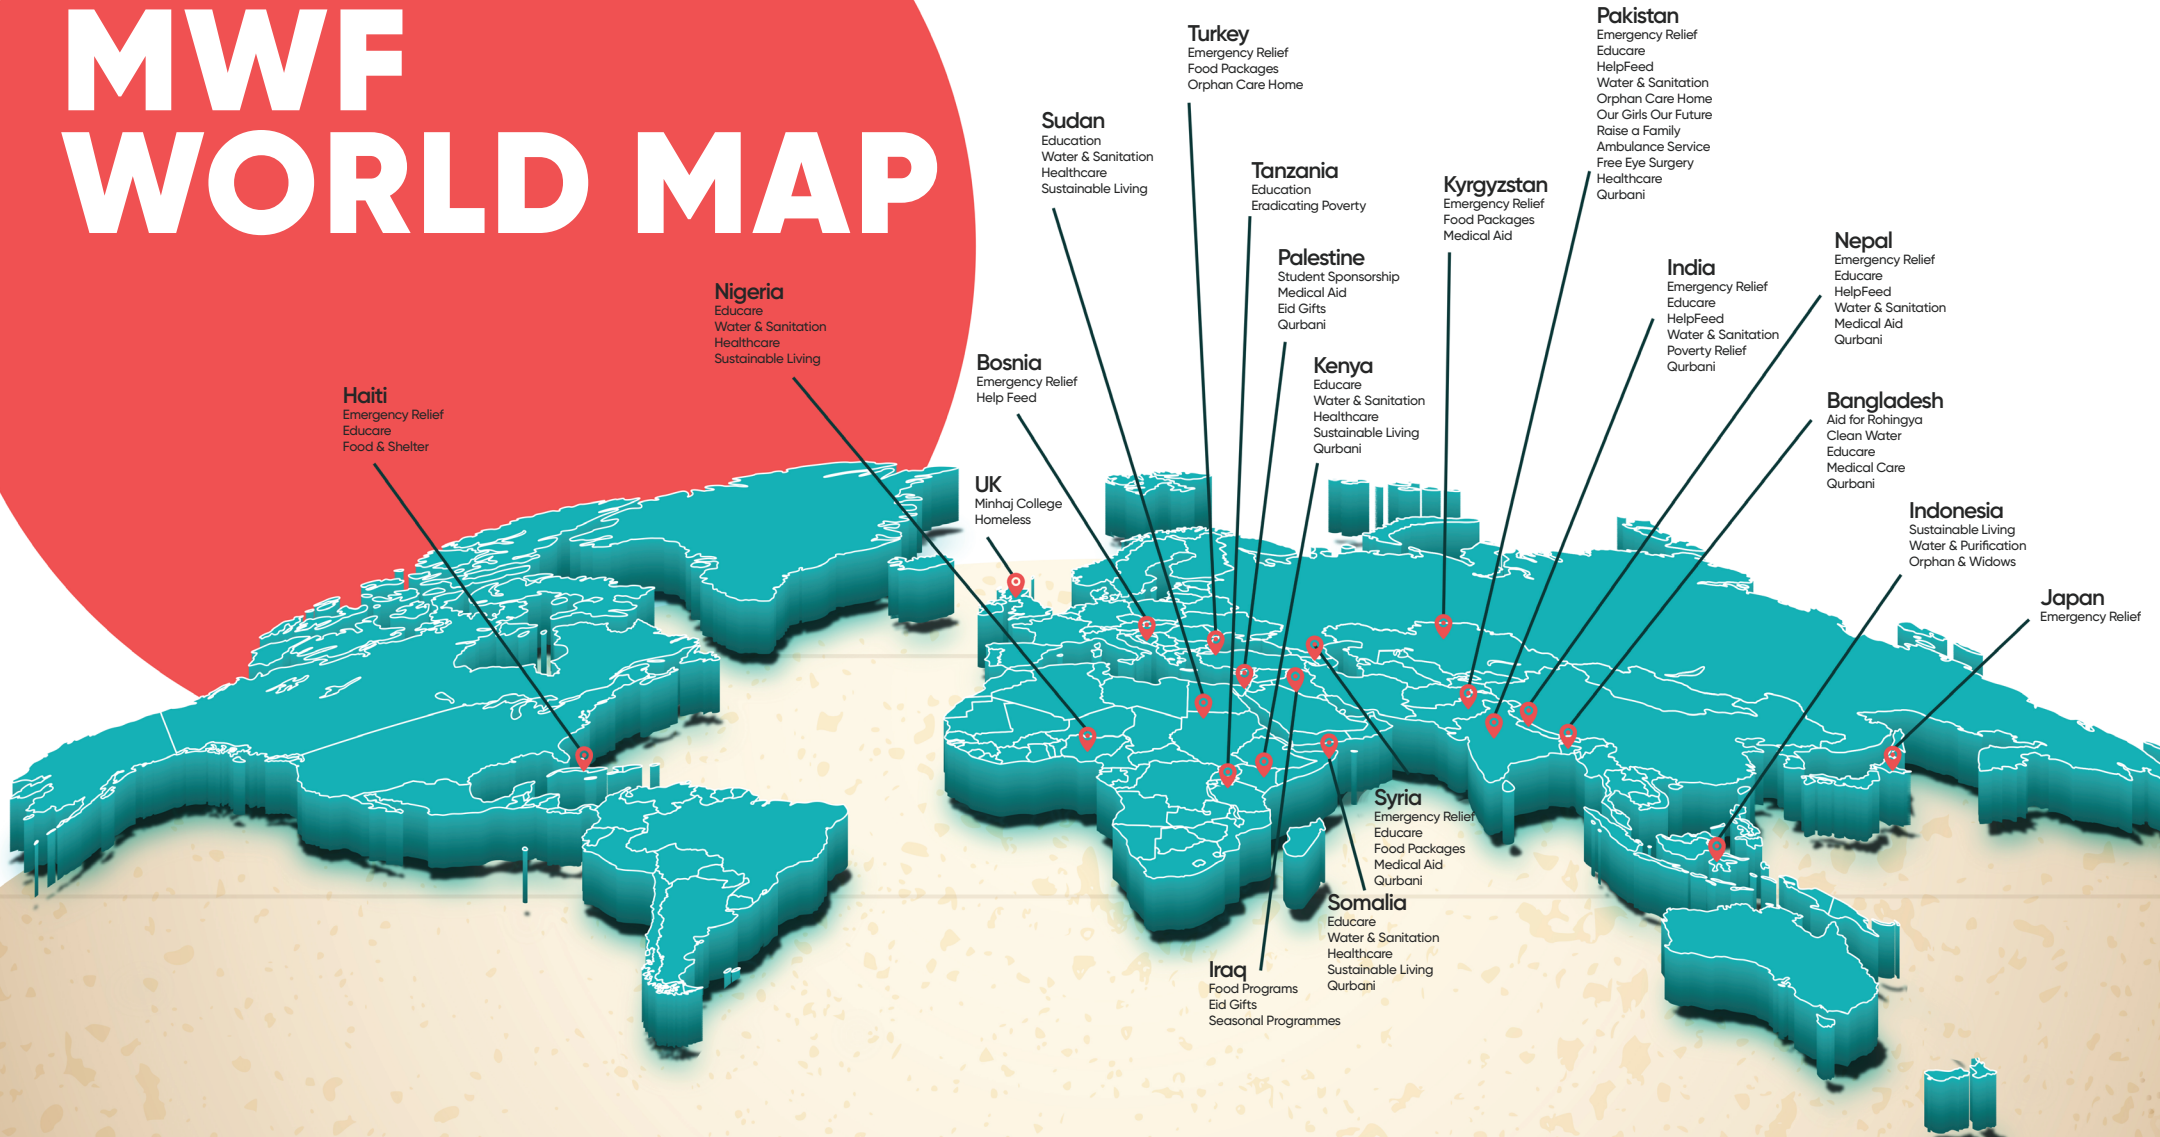 MWF
WORLD MAP
Haiti
Emergency Relief
Educare
Food & Shelter
Nigeria
Educare
Water & Sanitation
Healthcare
Sustainable Living
Bosnia
Emergency Relief
Help Feed
UK
Minhaj College
Homeless
Sudan
Education
Water & Sanitation
Healthcare
Sustainable Living
Turkey
Emergency Relief
Food Packages
Orphan Care Home
Tanzania
Education
Eradicating Poverty
Palestine
Student Sponsorship
Medical Aid
Eid Gifts
Qurbani
Kenya
Educare
Water & Sanitation
Healthcare
Sustainable Living
Qurbani
Kyrgyzstan
Emergency Relief
Food Packages
Medical Aid
Pakistan
Emergency Relief
Educare
HelpFeed
Water & Sanitation
Orphan Care Home
Our Girls Our Future
Raise a Family
Ambulance Service
Free Eye Surgery
Healthcare
Qurbani
India
Emergency Relief
Educare
HelpFeed
Water & Sanitation
Poverty Relief
Qurbani
Nepal
Emergency Relief
Educare
HelpFeed
Water & Sanitation
Medical Aid
Qurbani
Bangladesh
Aid for Rohingya
Clean Water
Educare
Medical Care
Qurbani
Indonesia
Sustainable Living
Water & Purification
Orphan & Widows
Japan
Emergency Relief
Syria
Emergency Relief
Educare
Food Packages
Medical Aid
Qurbani
Somalia
Educare
Water & Sanitation
Healthcare
Sustainable Living
Qurbani
Iraq
Food Programs
Eid Gifts
Seasonal Programmes